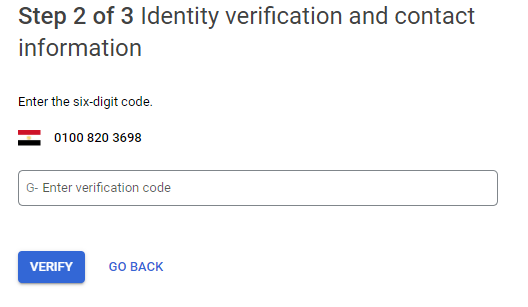 Step 2 of 3 Identity verification and contact
information
Enter the six-digit code.
0100 820 3698
G- Enter verification code
VERIFY GO BACK